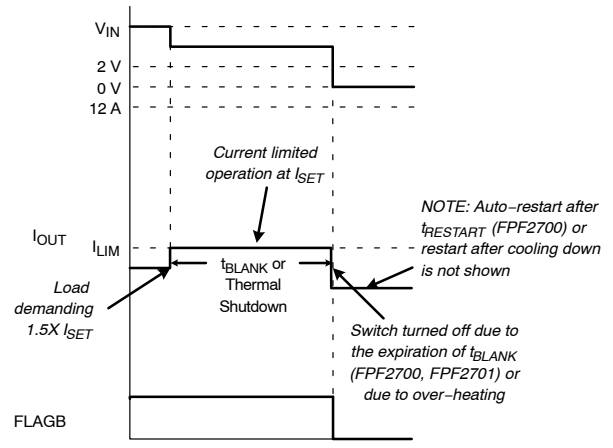 VIN
2 V
0 V
12 A
Current limited
operation at ISET
NOTE: Auto−restart after
tRESTART (FPF2700) or
restart after cooling down
is not shown
IOUT
ILIM
tBLANK or
Thermal
Shutdown
Load
demanding
1.5X ISET
Switch turned off due to
the expiration of tBLANK
(FPF2700, FPF2701) or
due to over−heating
FLAGB